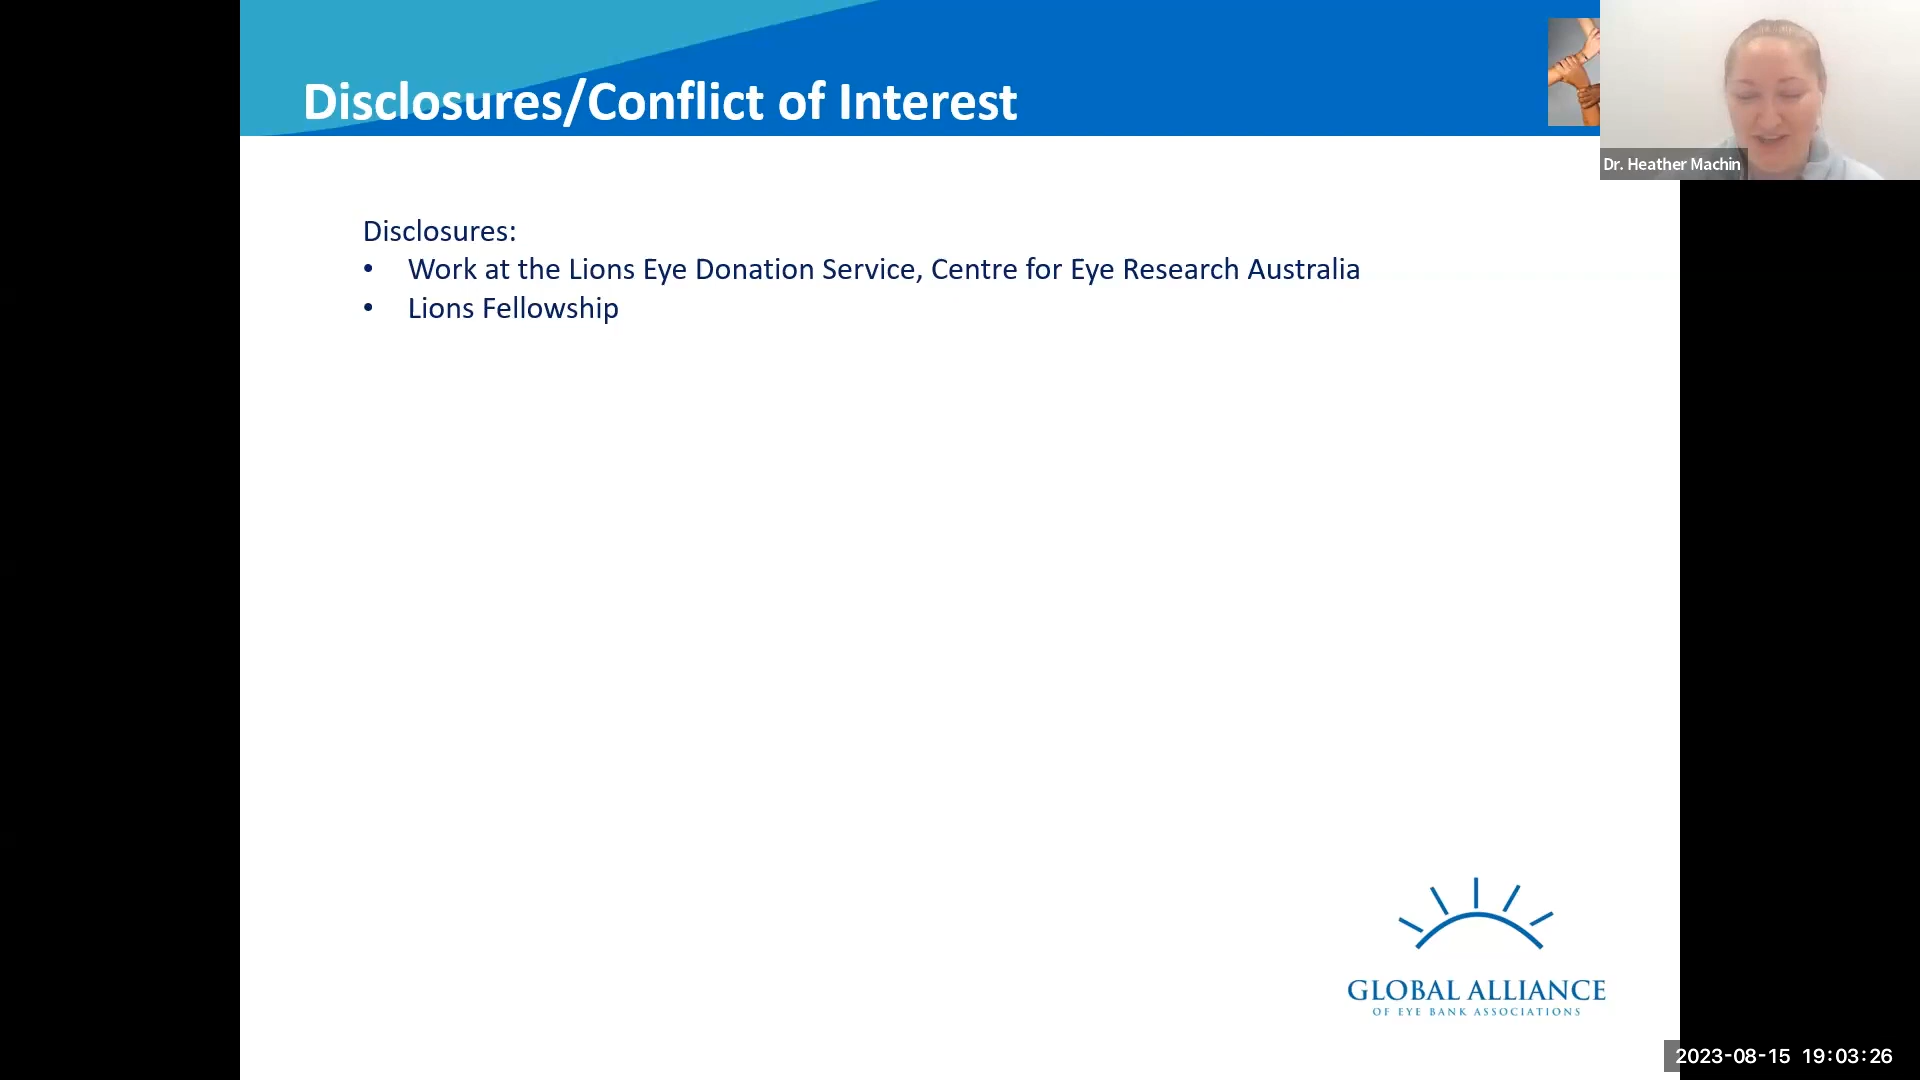 Disclosures/Conflict of Interest
Dr. Heather Machin
Disclosures:
• Work at the Lions Eye Donation Service, Centre for Eye Research Australia
• Lions Fellowship
GLOBAL ALLIANCE
OF EYE BANK ASSOCIATIONS
2023-08-15 19:03:26